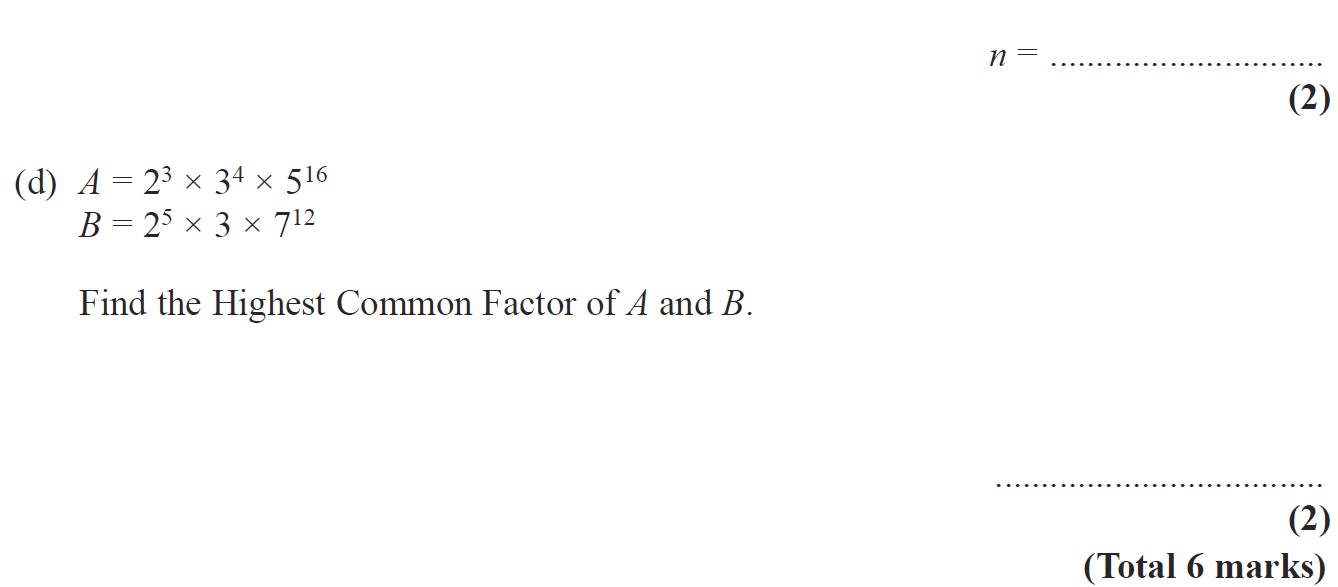 n = ..............................
(2)
(d) A = 2³ × 3⁴ × 5¹⁶
B = 2⁵ × 3 × 7¹²
Find the Highest Common Factor of A and B.
....................................
(2)
(Total 6 marks)